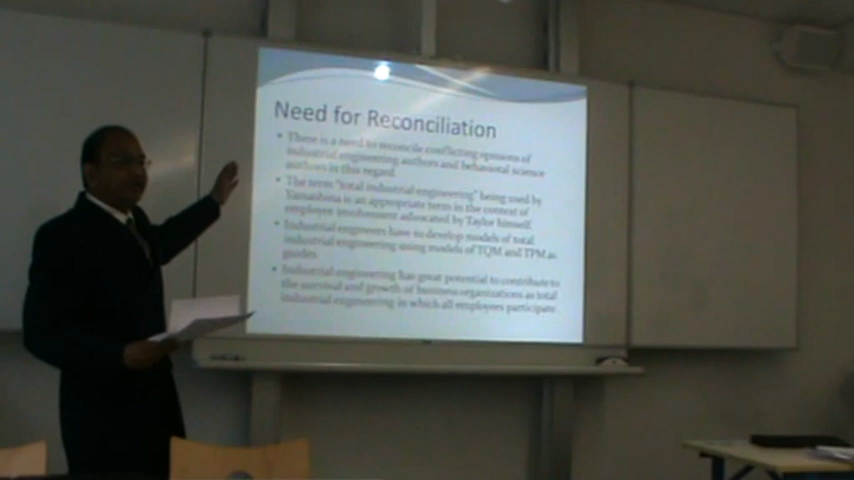 Need for Reconciliation
• There is a need to reconcile conflicting opinions of
industrial engineering authors and behavioral science
authors in this regard.
• The term "total industrial engineering" being used by
Yamashina is an appropriate term in the context of
employee involvement advocated by Taylor himself.
• Industrial engineers have to develop models of total
industrial engineering using models of TQM and TPM as
guides.
• Industrial engineering has great potential to contribute to
the survival and growth of business organizations as total
industrial engineering in which all employees participate.